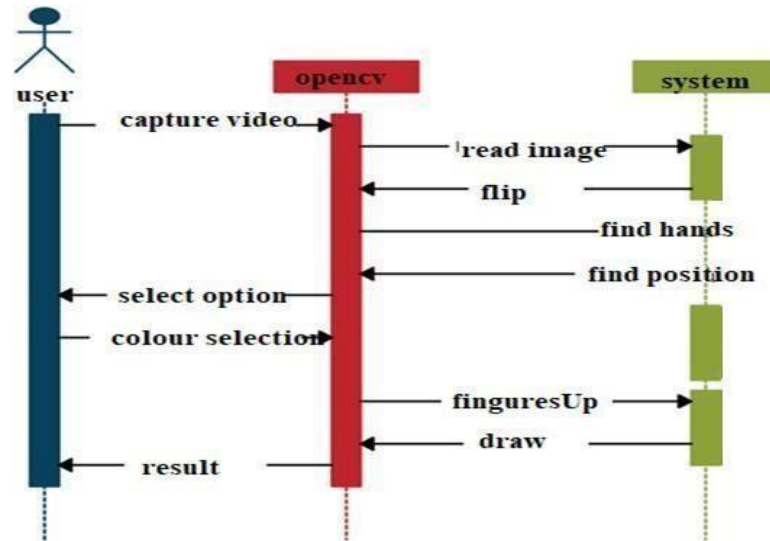 opencv
system
user
capture video
read image
flip
find hands
find position
select option
colour selection
finguresUp
draw
result